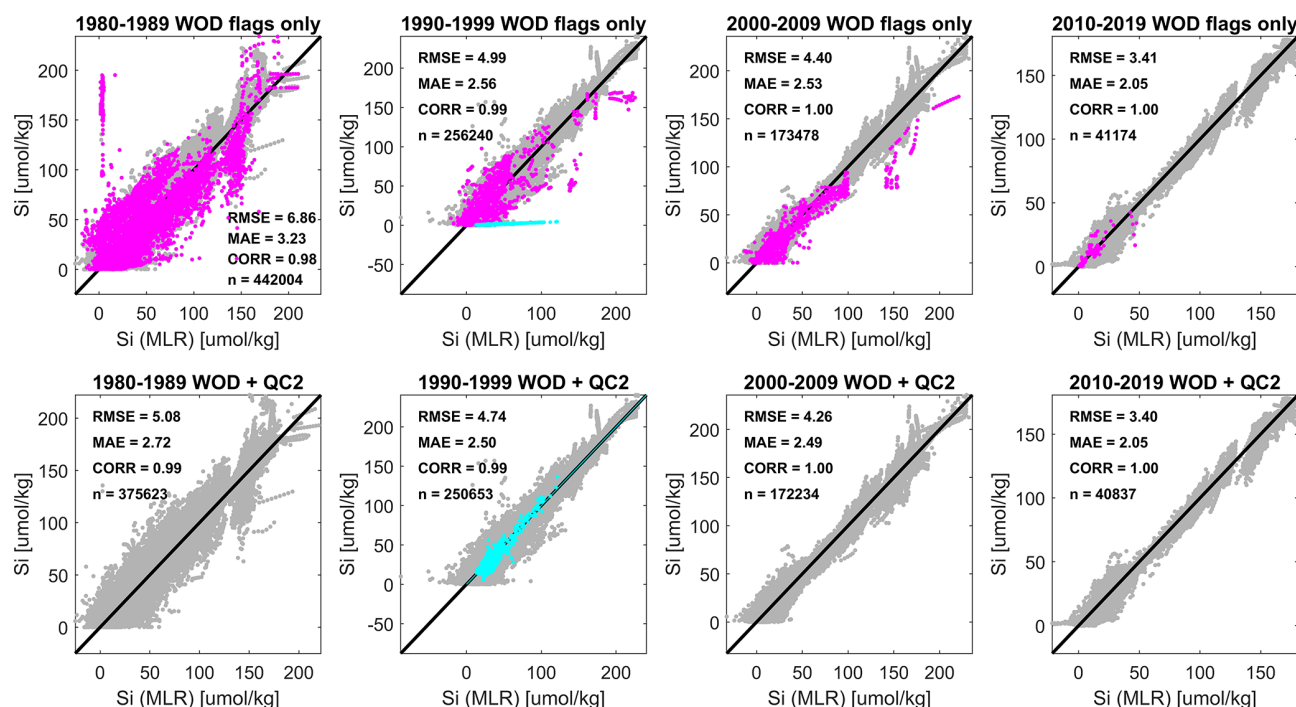 1980-1989 WOD flags only
Si [umol/kg]
200
150
100
50
0
RMSE = 6.86
MAE = 3.23
CORR = 0.98
n = 442004
0 50 100 150 200
Si (MLR) [umol/kg]
1990-1999 WOD flags only
Si [umol/kg]
200
150
100
50
0
-50
RMSE = 4.99
MAE = 2.56
CORR = 0.99
n = 256240
0 100 200
Si (MLR) [umol/kg]
2000-2009 WOD flags only
Si [umol/kg]
200
150
100
50
0
RMSE = 4.40
MAE = 2.53
CORR = 1.00
n = 173478
0 50 100 150 200
Si (MLR) [umol/kg]
2010-2019 WOD flags only
Si [umol/kg]
150
100
50
0
RMSE = 3.41
MAE = 2.05
CORR = 1.00
n = 41174
0 50 100 150
Si (MLR) [umol/kg]
1980-1989 WOD + QC2
Si [umol/kg]
200
150
100
50
0
RMSE = 5.08
MAE = 2.72
CORR = 0.99
n = 375623
0 50 100 150 200
Si (MLR) [umol/kg]
1990-1999 WOD + QC2
Si [umol/kg]
200
150
100
50
0
-50
RMSE = 4.74
MAE = 2.50
CORR = 0.99
n = 250653
0 100 200
Si (MLR) [umol/kg]
2000-2009 WOD + QC2
Si [umol/kg]
200
150
100
50
0
RMSE = 4.26
MAE = 2.49
CORR = 1.00
n = 172234
0 50 100 150 200
Si (MLR) [umol/kg]
2010-2019 WOD + QC2
Si [umol/kg]
150
100
50
0
RMSE = 3.40
MAE = 2.05
CORR = 1.00
n = 40837
0 50 100 150
Si (MLR) [umol/kg]